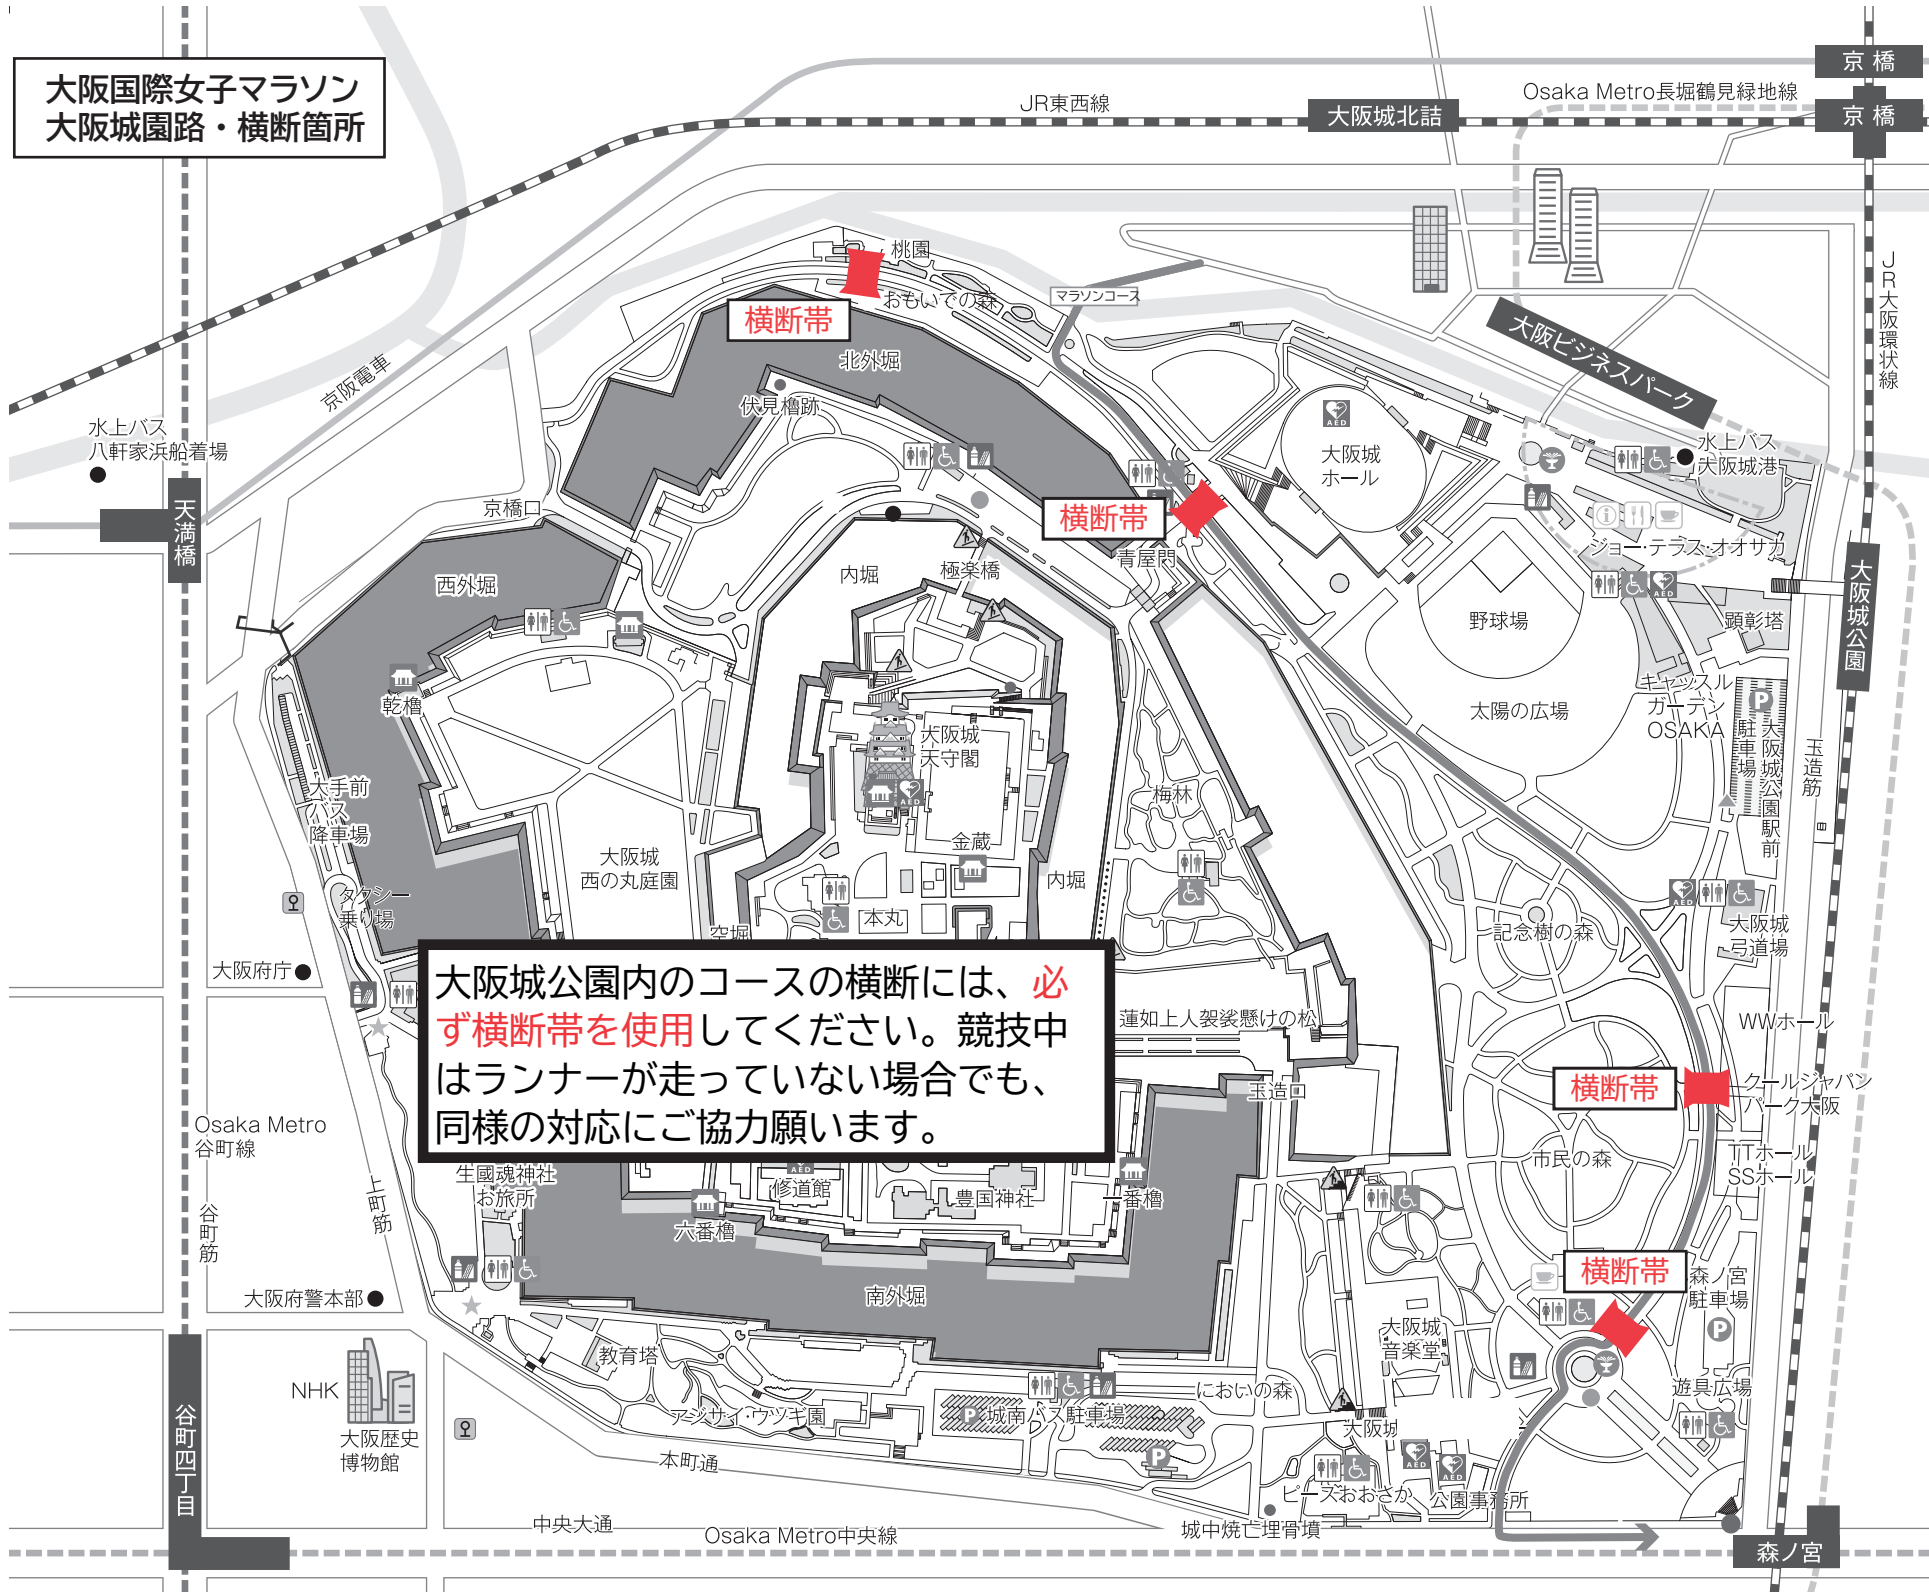 大阪国際女子マラソン
大阪城園路・横断箇所
京橋
Osaka Metro長堀鶴見緑地線
JR東西線
大阪城北詰
京橋
桃園
おもいでの森
マラソンコース
横断帯
北外堀
JR大阪環状線
大阪ビジネスパーク
京阪電車
水上バス
八軒家浜船着場
伏見櫓跡
AED
大阪城
ホール
水上バス
大阪城港
天満橋
京橋口
横断帯
青屋門
ジョー・テラス・オオサカ
AED
西外堀
内堀
極楽橋
大阪城公園
野球場
顕彰塔
乾櫓
キャッスル
ガーデン
OSAKA
太陽の広場
P
大阪城公園駅前
駐車場
玉造筋
大阪城
天守閣
AED
大手前
バス
降車場
梅林
金蔵
大阪城
西の丸庭園
内堀
本丸
タクシー
乗り場
空堀
AED
大阪城
弓道場
記念樹の森
大阪府庁
大阪城公園内のコースの横断には、必
ず横断帯を使用してください。競技中
はランナーが走っていない場合でも、
同様の対応にご協力願います。
蓮如上人袈裟懸けの松
WWホール
横断帯
クールジャパン
パーク大阪
玉造口
Osaka Metro
谷町線
市民の森
TTホール
SSホール
生國魂神社
お旅所
AED
修道館
豊国神社
一番櫓
六番櫓
上町筋
谷町筋
横断帯
森ノ宮
駐車場
P
大阪府警本部
南外堀
大阪城
音楽堂
教育塔
NHK
大阪歴史
博物館
においの森
遊具広場
アジサイ・ウツギ園
P
城南バス駐車場
大阪城
谷町四丁目
本町通
P
AED
AED
ピースおおさか
公園事務所
中央大通
Osaka Metro中央線
城中焼亡埋骨墳
森ノ宮